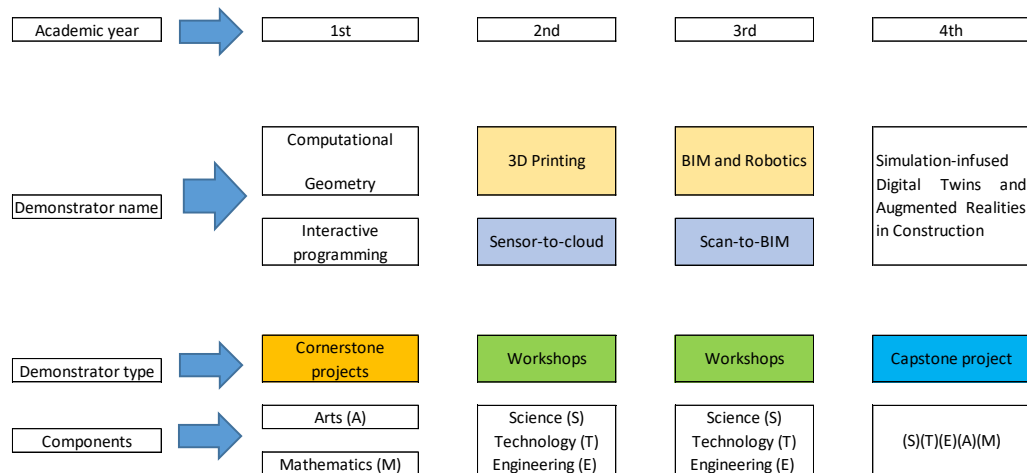 Academic year
1st
2nd
3rd
4th
Demonstrator name
Computational
Geometry
Interactive
programming
3D Printing
Sensor-to-cloud
BIM and Robotics
Scan-to-BIM
Simulation-infused
Digital Twins and
Augmented Realities
in Construction
Demonstrator type
Cornerstone
projects
Workshops
Workshops
Capstone project
Components
Arts (A)
Mathematics (M)
Science (S)
Technology (T)
Engineering (E)
Science (S)
Technology (T)
Engineering (E)
(S)(T)(E)(A)(M)